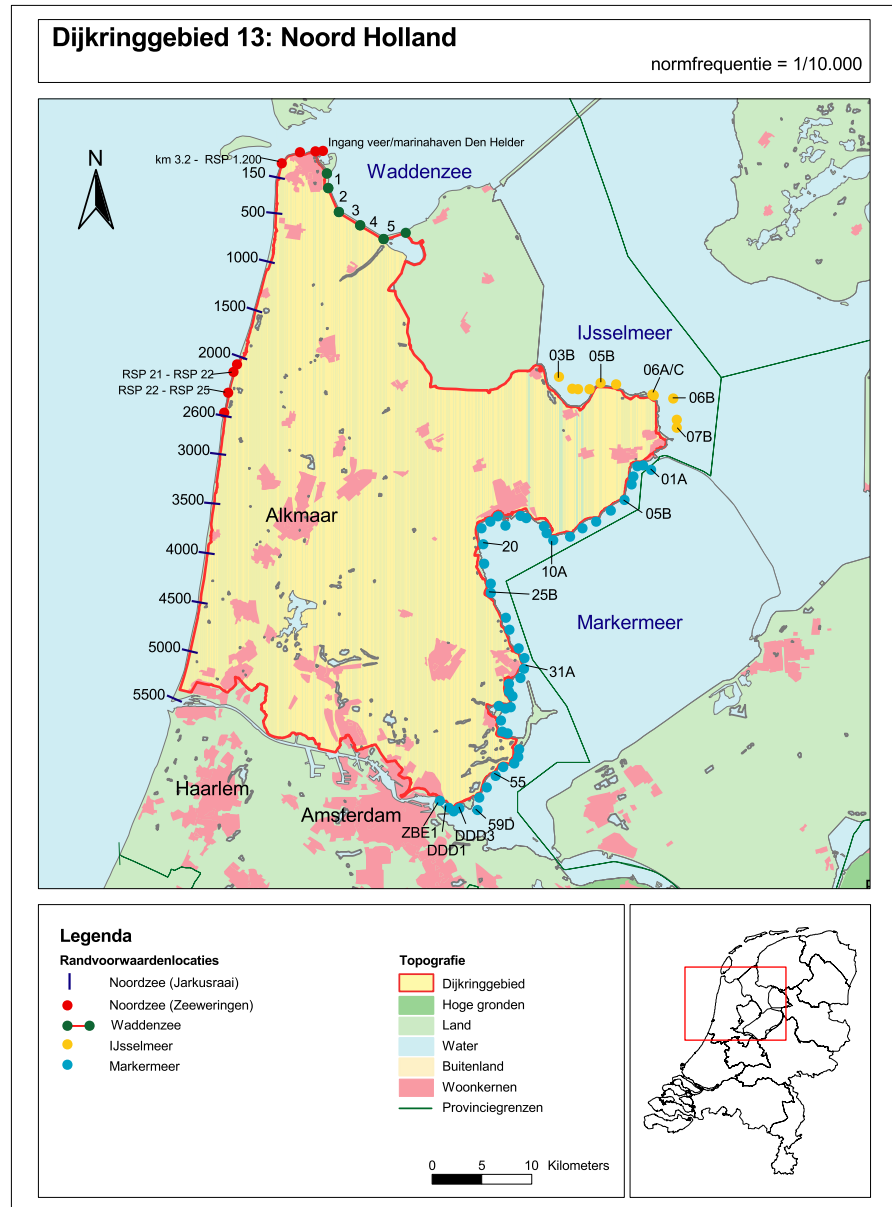 Dijkringgebied 13: Noord Holland
normfrequentie = 1/10.000
N
Ingang veer/marinahaven Den Helder
km 3.2 - RSP 1.200
Waddenzee
150
1
2
500
3
4
5
1000
1500
IJsselmeer
2000
03B
05B
RSP 21 - RSP 22
06A/C
RSP 22 - RSP 25
06B
2600
07B
3000
01A
3500
05B
Alkmaar
20
4000
10A
25B
4500
Markermeer
5000
31A
5500
55
Haarlem
Amsterdam
59D
ZBE1
DDD3
DDD1
Legenda
Randvoorwaardenlocaties
Noordzee (Jarkusraai)
Noordzee (Zeeweringen)
Waddenzee
IJsselmeer
Markermeer
Topografie
Dijkringgebied
Hoge gronden
Land
Water
Buitenland
Woonkernen
Provinciegrenzen
0 5 10 Kilometers